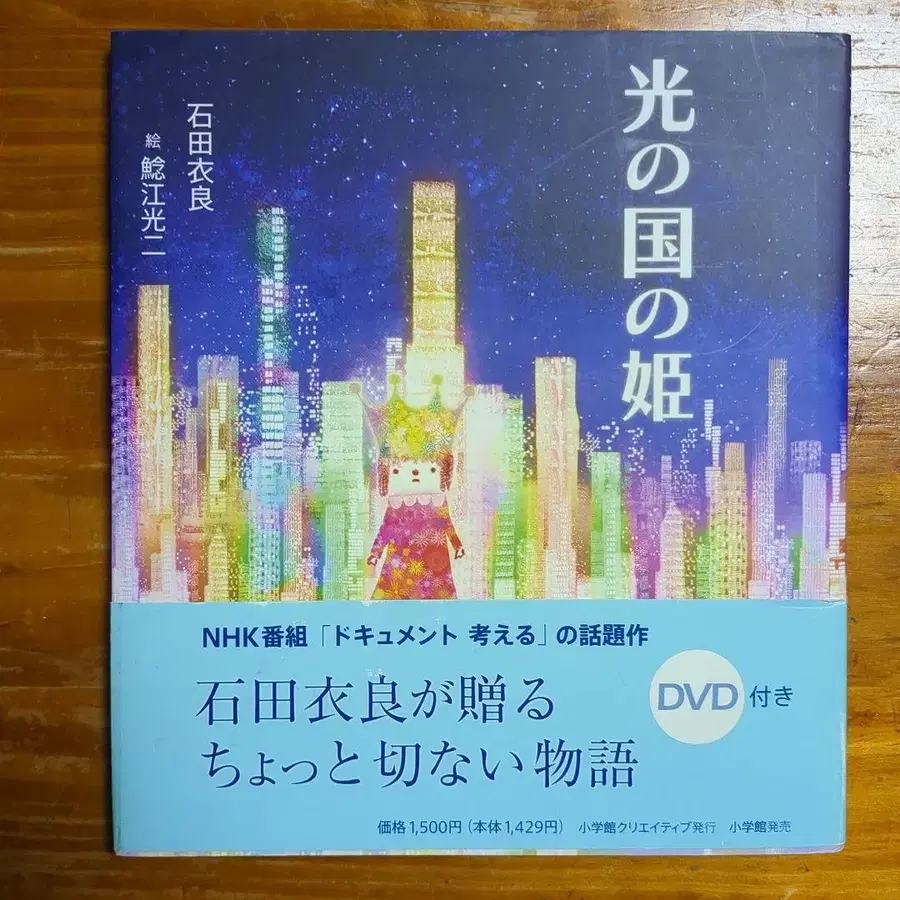 光の国の姫
石田衣良
絵 鯰江光二
NHK番組「ドキュメント 考える」の話題作
石田衣良が贈る
ちょっと切ない物語
DVD付き
価格1,500円(本体1,429円) 小学館クリエイティブ発行 小学館発売